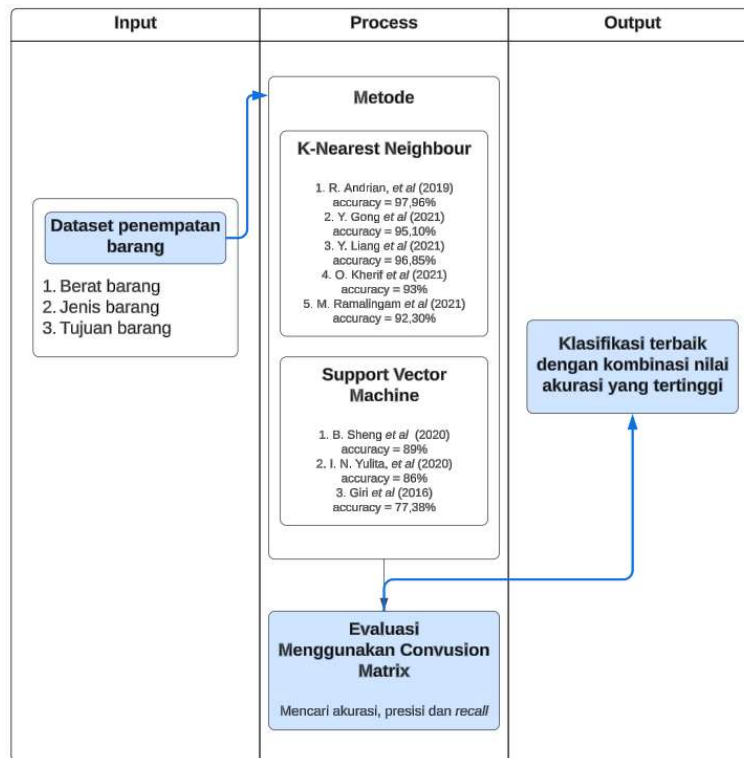 Input
Process
Output
Dataset penempatan
barang
1. Berat barang
2. Jenis barang
3. Tujuan barang
Metode
K-Nearest Neighbour
1. R. Andrian, et al (2019)
accuracy = 97,96%
2. Y. Gong et al (2021)
accuracy = 95,10%
3. Y. Liang et al (2021)
accuracy = 96,85%
4. O. Kherif et al (2021)
accuracy = 93%
5. M. Ramalingam et al (2021)
accuracy = 92,30%
Support Vector
Machine
1. B. Sheng et al (2020)
accuracy = 89%
2. I. N. Yulita, et al (2020)
accuracy = 86%
3. Giri et al (2016)
accuracy = 77,38%
Evaluasi
Menggunakan Convusion
Matrix
Mencari akurasi, presisi dan recall
Klasifikasi terbaik
dengan kombinasi nilai
akurasi yang tertinggi